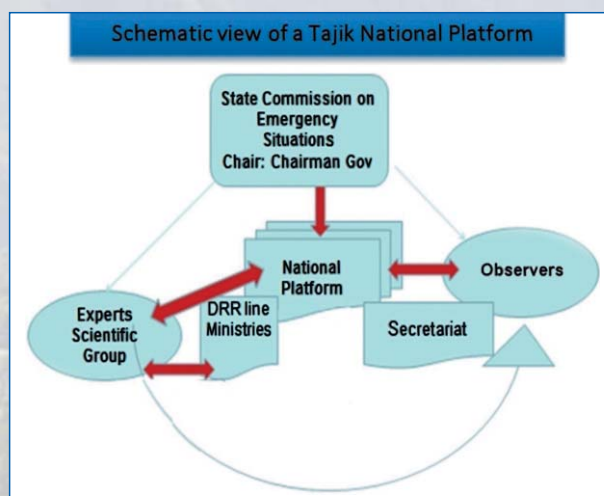 Schematic view of a Tajik National Platform
State Commission on
Emergency
Situations
Chair: Chairman Gov
National
Platform
Observers
Experts
Scientific
Group
DRR line
Ministries
Secretariat